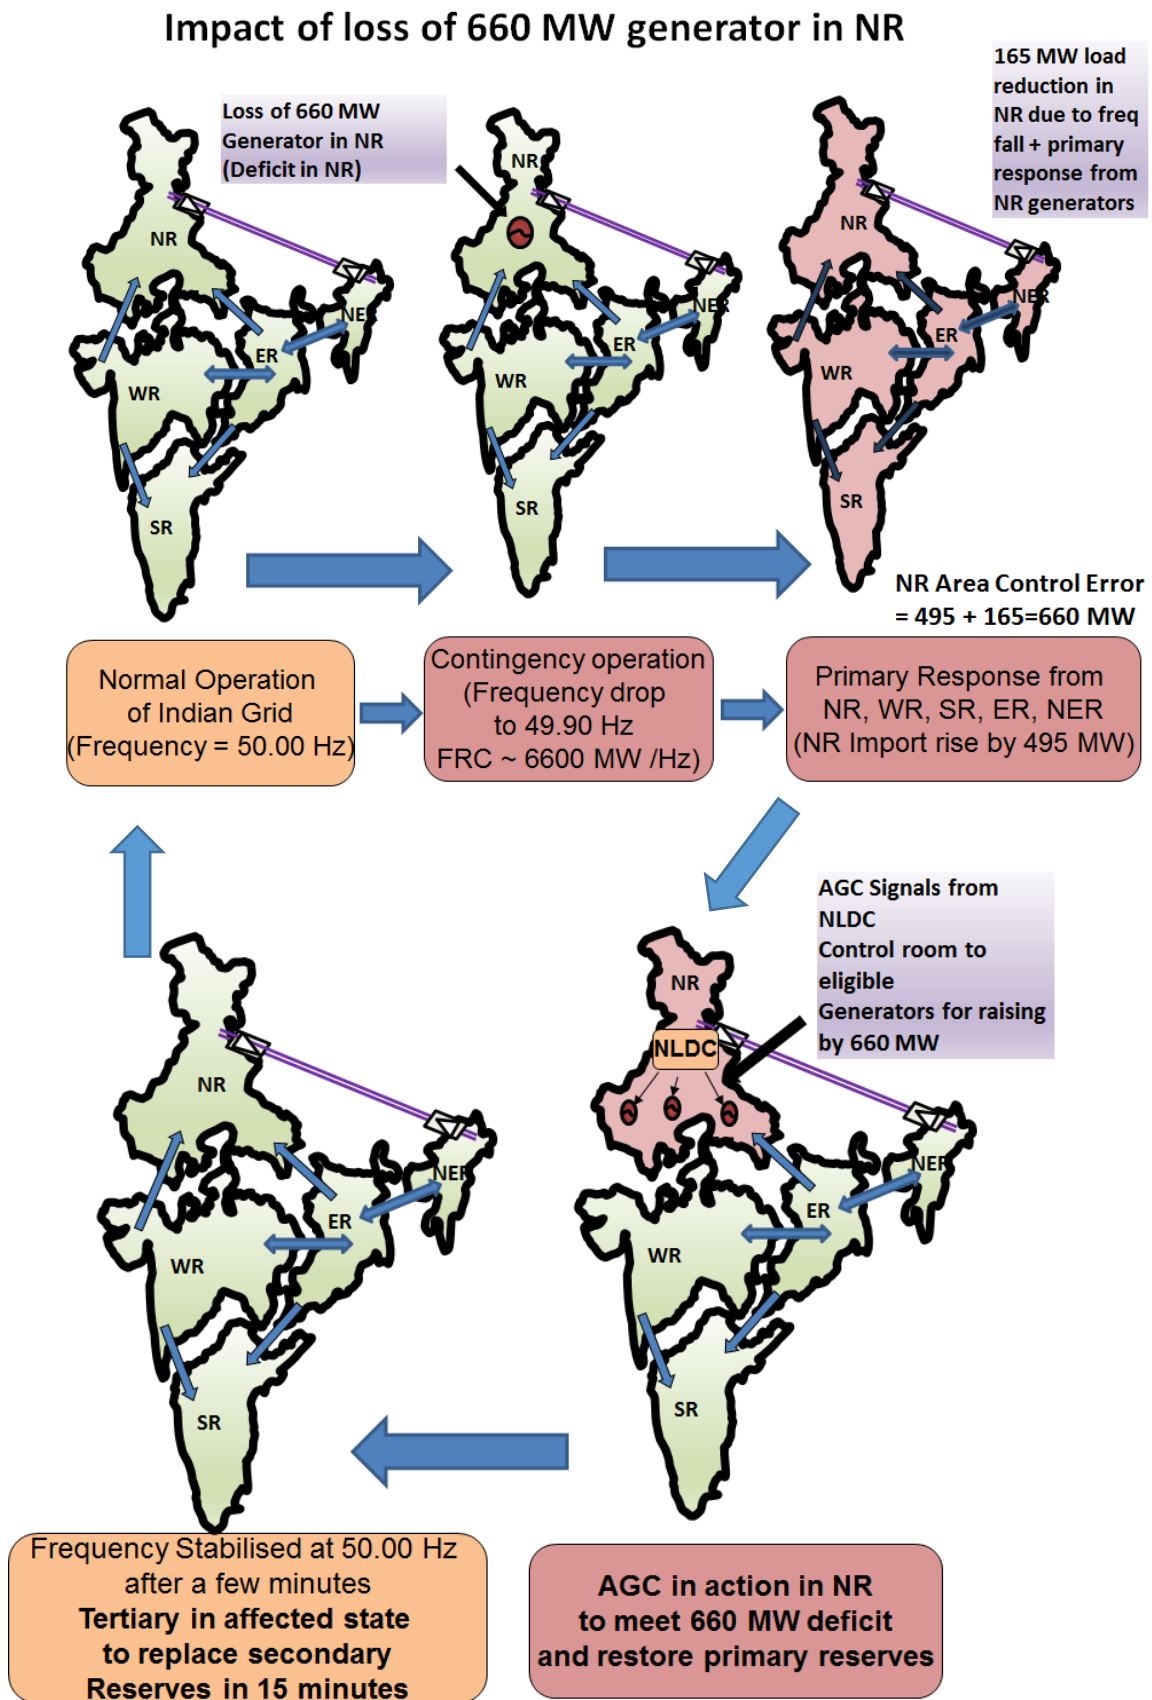 Impact of loss of 660 MW generator in NR
Loss of 660 MW
Generator in NR
(Deficit in NR)
165 MW load
reduction in
NR due to freq
fall + primary
response from
NR generators
NR
NER
ER
WR
SR
NR
NER
ER
WR
SR
NR
NER
ER
WR
SR
NR Area Control Error
= 495 + 165=660 MW
Normal Operation
of Indian Grid
(Frequency = 50.00 Hz)
Contingency operation
(Frequency drop
to 49.90 Hz
FRC ~ 6600 MW /Hz)
Primary Response from
NR, WR, SR, ER, NER
(NR Import rise by 495 MW)
AGC Signals from
NLDC
Control room to
eligible
Generators for raising
by 660 MW
NR
NLDC
NER
ER
WR
SR
NR
NER
ER
WR
SR
Frequency Stabilised at 50.00 Hz
after a few minutes
Tertiary in affected state
to replace secondary
Reserves in 15 minutes
AGC in action in NR
to meet 660 MW deficit
and restore primary reserves